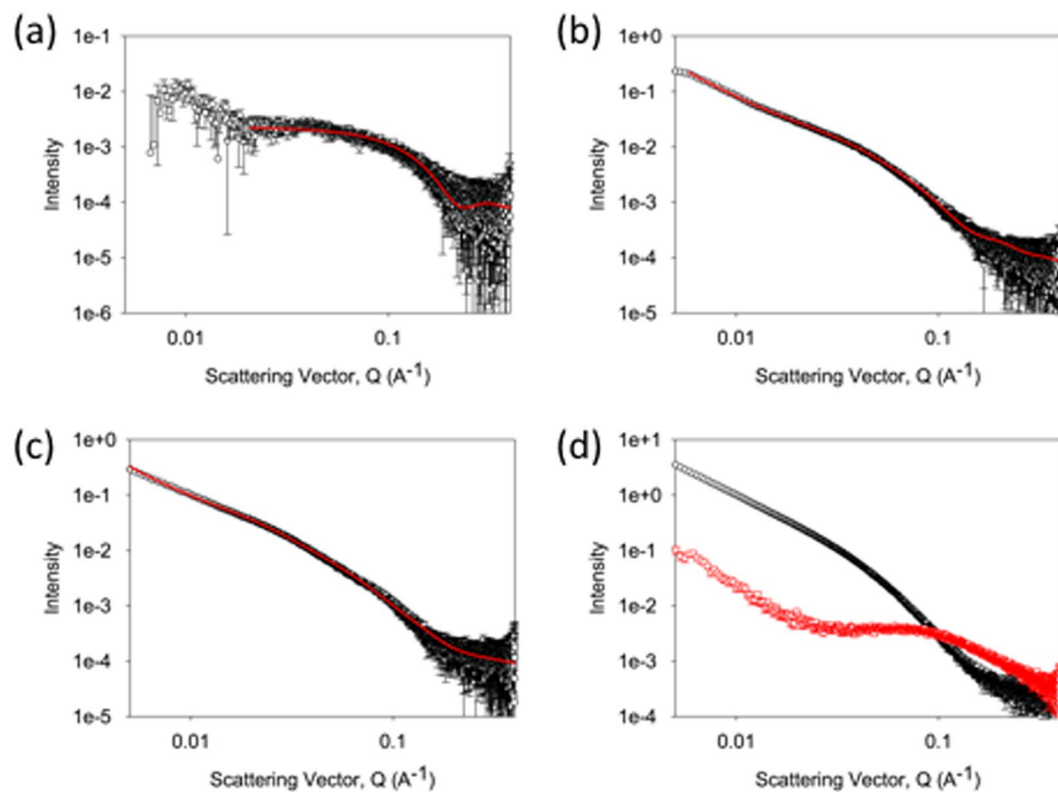 (a)
1e-1
1e-2
1e-3
1e-4
1e-5
1e-6
Intensity
0.01 0.1
Scattering Vector, Q (A-1)
(b)
1e+0
1e-1
1e-2
1e-3
1e-4
1e-5
Intensity
0.01 0.1
Scattering Vector, Q (A-1)
(c)
1e+0
1e-1
1e-2
1e-3
1e-4
1e-5
Intensity
0.01 0.1
Scattering Vector, Q (A-1)
(d)
1e+1
1e+0
1e-1
1e-2
1e-3
1e-4
Intensity
0.01 0.1
Scattering Vector, Q (A-1)